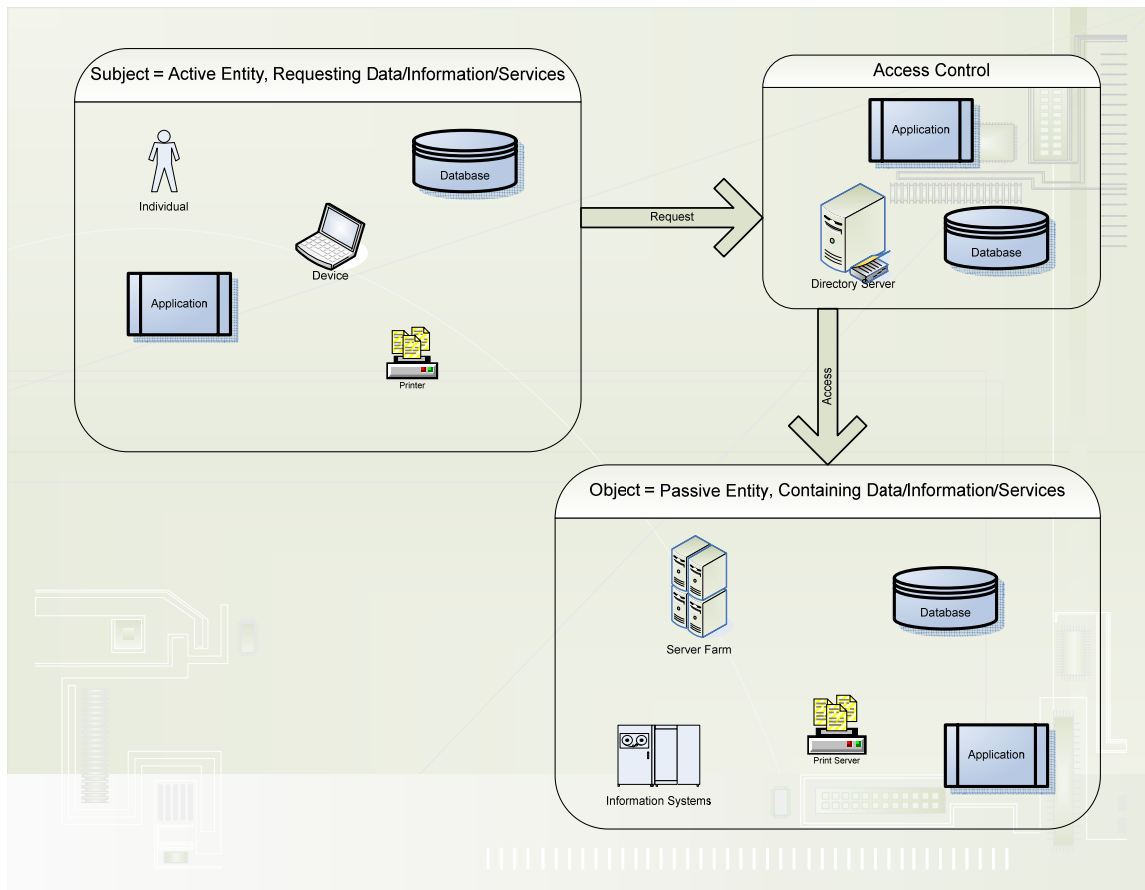 Subject = Active Entity, Requesting Data/Information/Services
Individual
Database
Device
Application
Printer
Request
Access Control
Application
Directory Server
Database
Access
Object = Passive Entity, Containing Data/Information/Services
Server Farm
Database
Information Systems
Print Server
Application